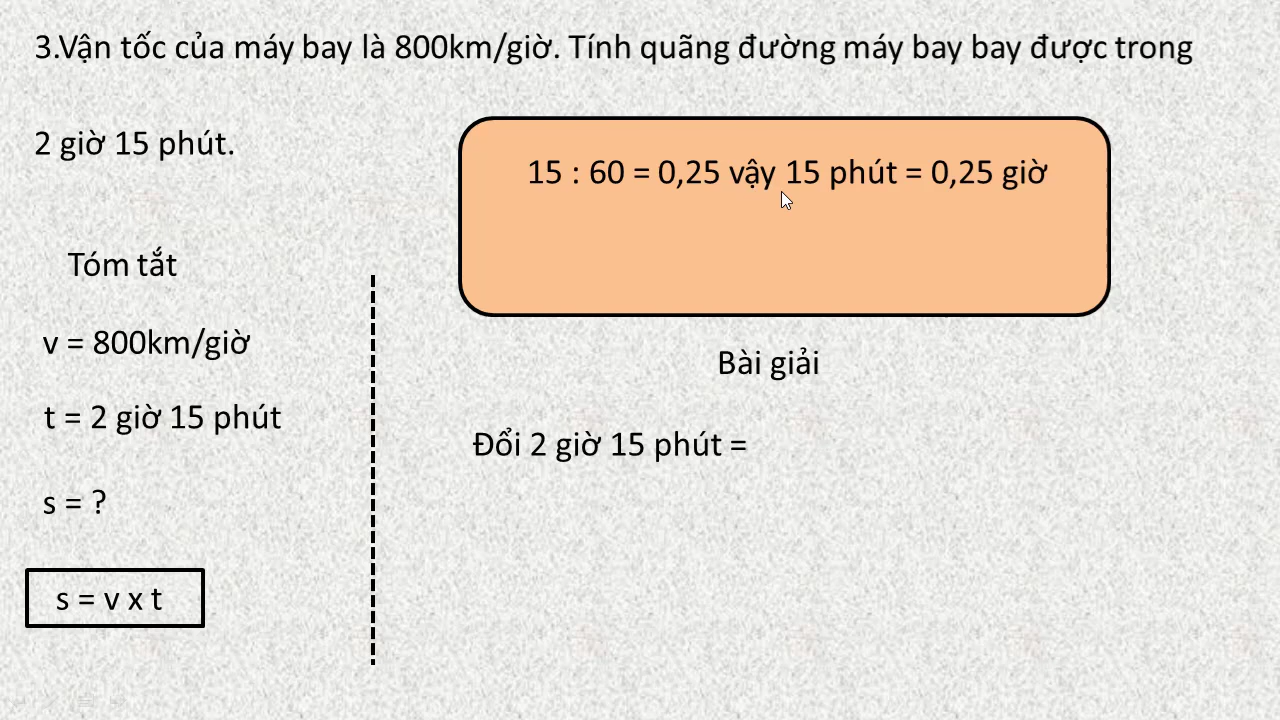 3.Vận tốc của máy bay là 800km/giờ. Tính quãng đường máy bay bay được trong
2 giờ 15 phút.
15 : 60 = 0,25 vậy 15 phút = 0,25 giờ
Tóm tắt
v = 800km/giờ
t = 2 giờ 15 phút
s = ?
s = v x t
Bài giải
Đổi 2 giờ 15 phút =